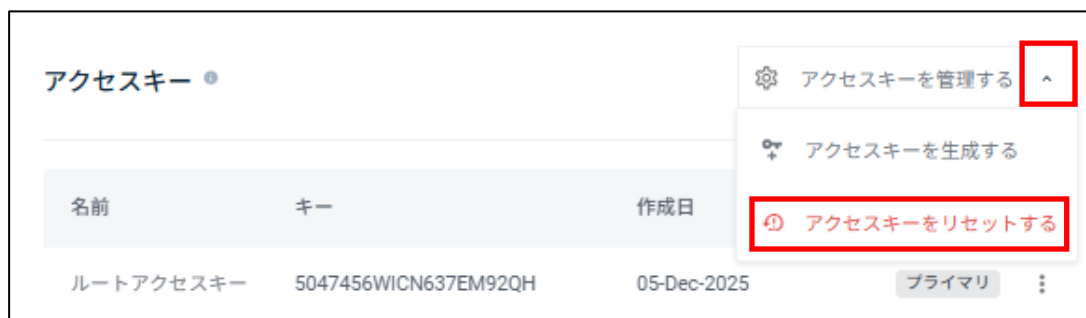 アクセスキー
アクセスキーを管理する
アクセスキーを生成する
アクセスキーをリセットする
名前 キー 作成日
ルートアクセスキー 5047456WICN637EM92QH 05-Dec-2025 プライマリ